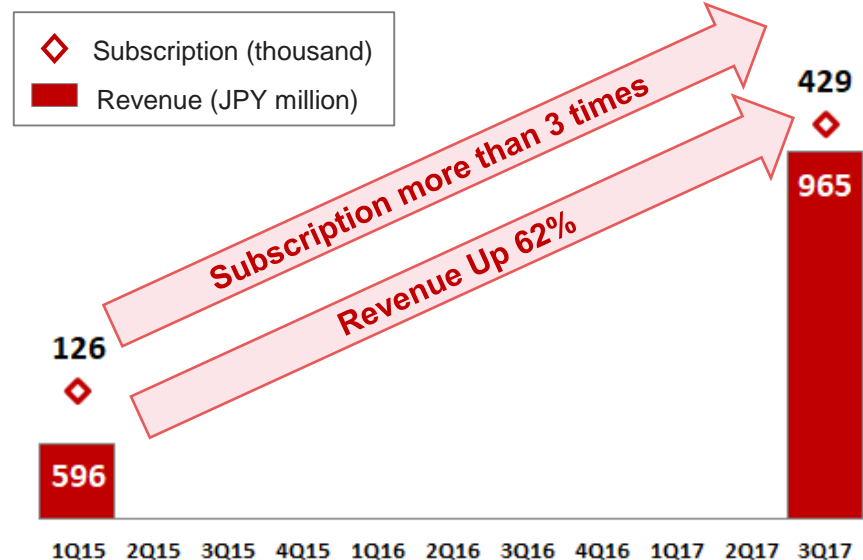 Subscription (thousand)
Revenue (JPY million)
429
965
Subscription more than 3 times
Revenue Up 62%
126
596
1Q15 2Q15 3Q15 4Q15 1Q16 2Q16 3Q16 4Q16 1Q17 2Q17 3Q17